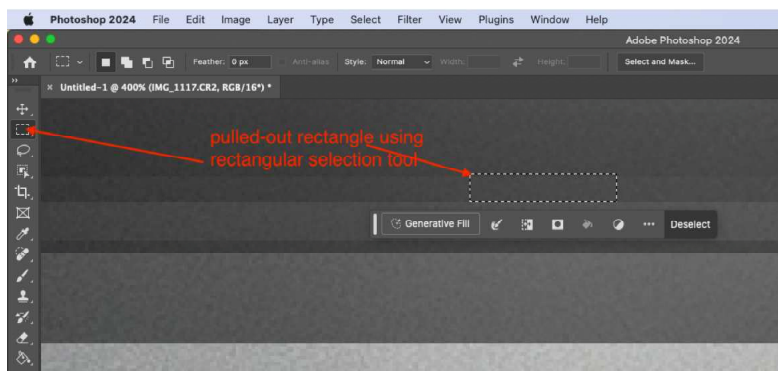 Photoshop 2024 File Edit Image Layer Type Select Filter View Plugins Window Help
Adobe Photoshop 2024
Feather: 0 px Anti-alias Style: Normal Width: Height: Select and Mask...
× Untitled-1 @ 400% (IMG_1117.CR2, RGB/16*) *
pulled-out rectangle using
rectangular selection tool
Generative Fill ... Deselect